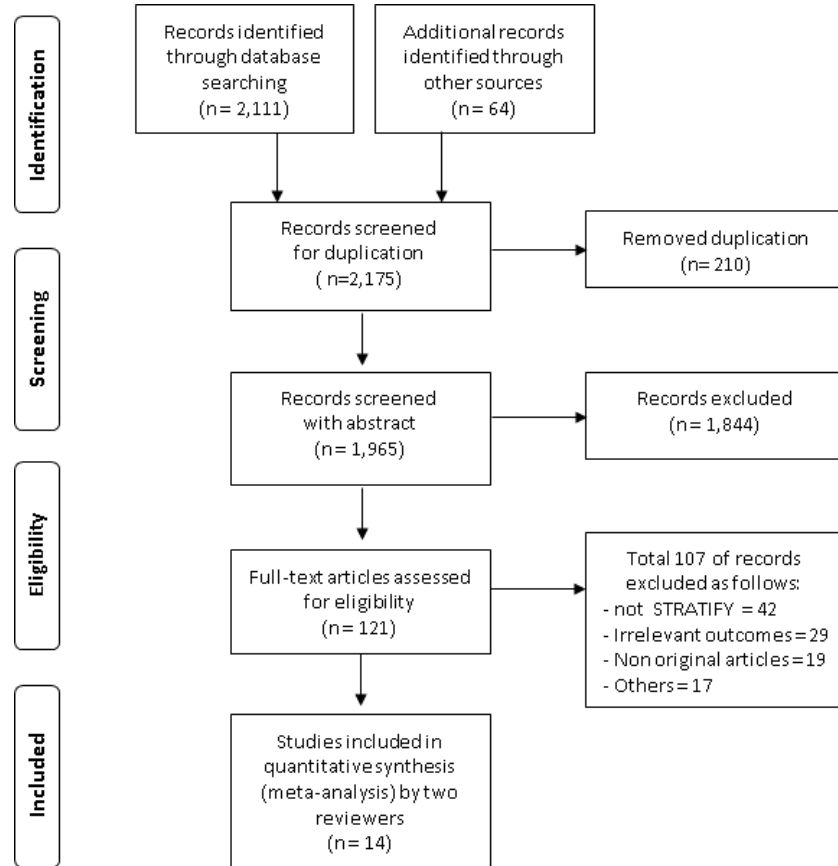 Identification
Records identified
through database
searching
(n= 2,111)
Additional records
identified through
other sources
(n= 64)
Records screened
for duplication
( n=2,175)
Removed duplication
(n= 210)
Screening
Records screened
with abstract
(n= 1,965)
Records excluded
(n= 1,844)
Eligibility
Full-text articles assessed
for eligibility
(n= 121)
Total 107 of records
excluded as follows:
- not STRATIFY = 42
- Irrelevant outcomes = 29
- Non original articles = 19
- Others = 17
Included
Studies included in
quantitative synthesis
(meta-analysis) by two
reviewers
(n= 14)